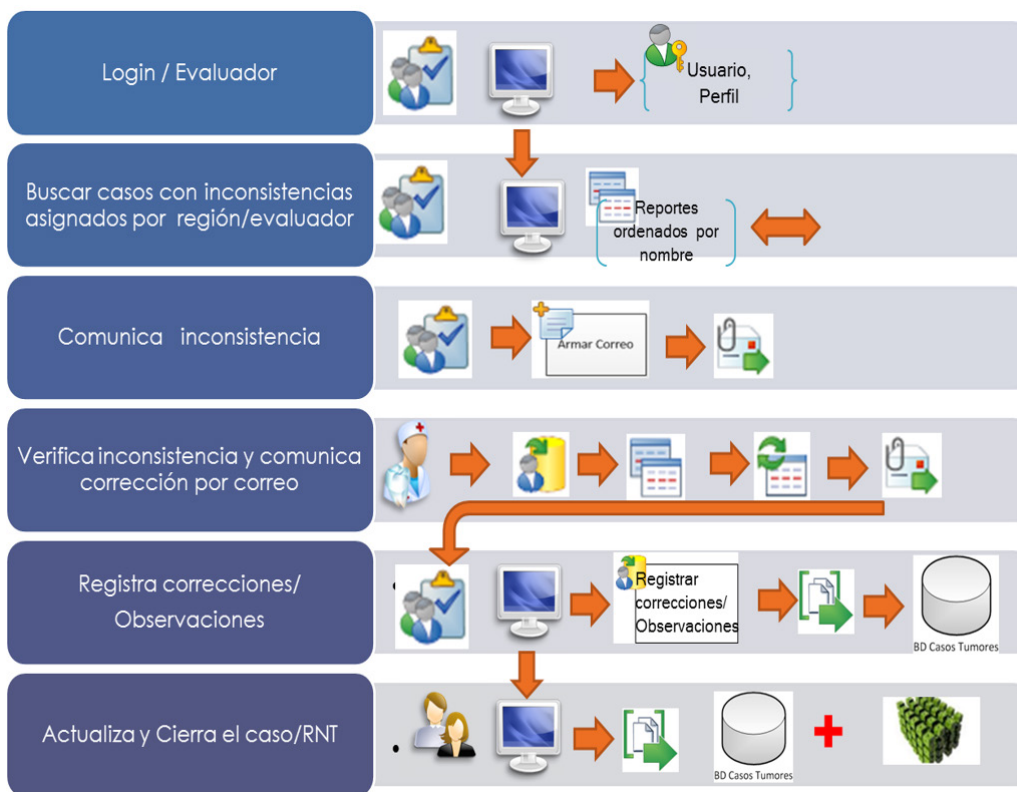 Login / Evaluador
Usuario,
Perfil
Buscar casos con inconsistencias
asignados por región/evaluador
Reportes
ordenados por
nombre
Comunica inconsistencia
Armar Correo
Verifica inconsistencia y comunica
corrección por correo
Registra correcciones/
Observaciones
Registrar
correcciones/
Observaciones
BD Casos Tumores
Actualiza y Cierra el caso/RNT
BD Casos Tumores